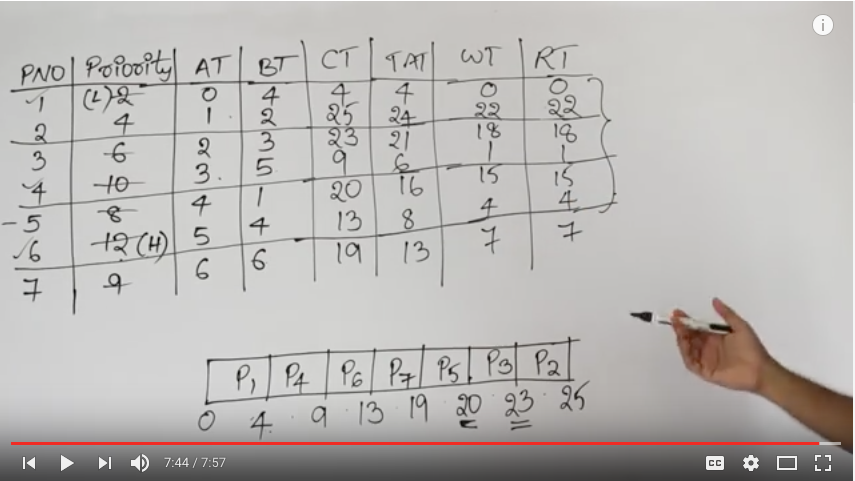 PNO Priority AT BT CT TAT WT RT
1 (L) 2 0 4 4 4 0 0
2 4 1 2 25 24 22 22
3 6 2 3 23 21 18 18
4 10 3 5 9 6 1 1
5 8 4 1 20 16 15 15
6 12 (H) 5 4 13 8 4 4
7 9 6 6 19 13 7 7
P1 P4 P6 P7 P5 P3 P2
0 4 9 13 19 20 23 25
7:44 / 7:57
CC